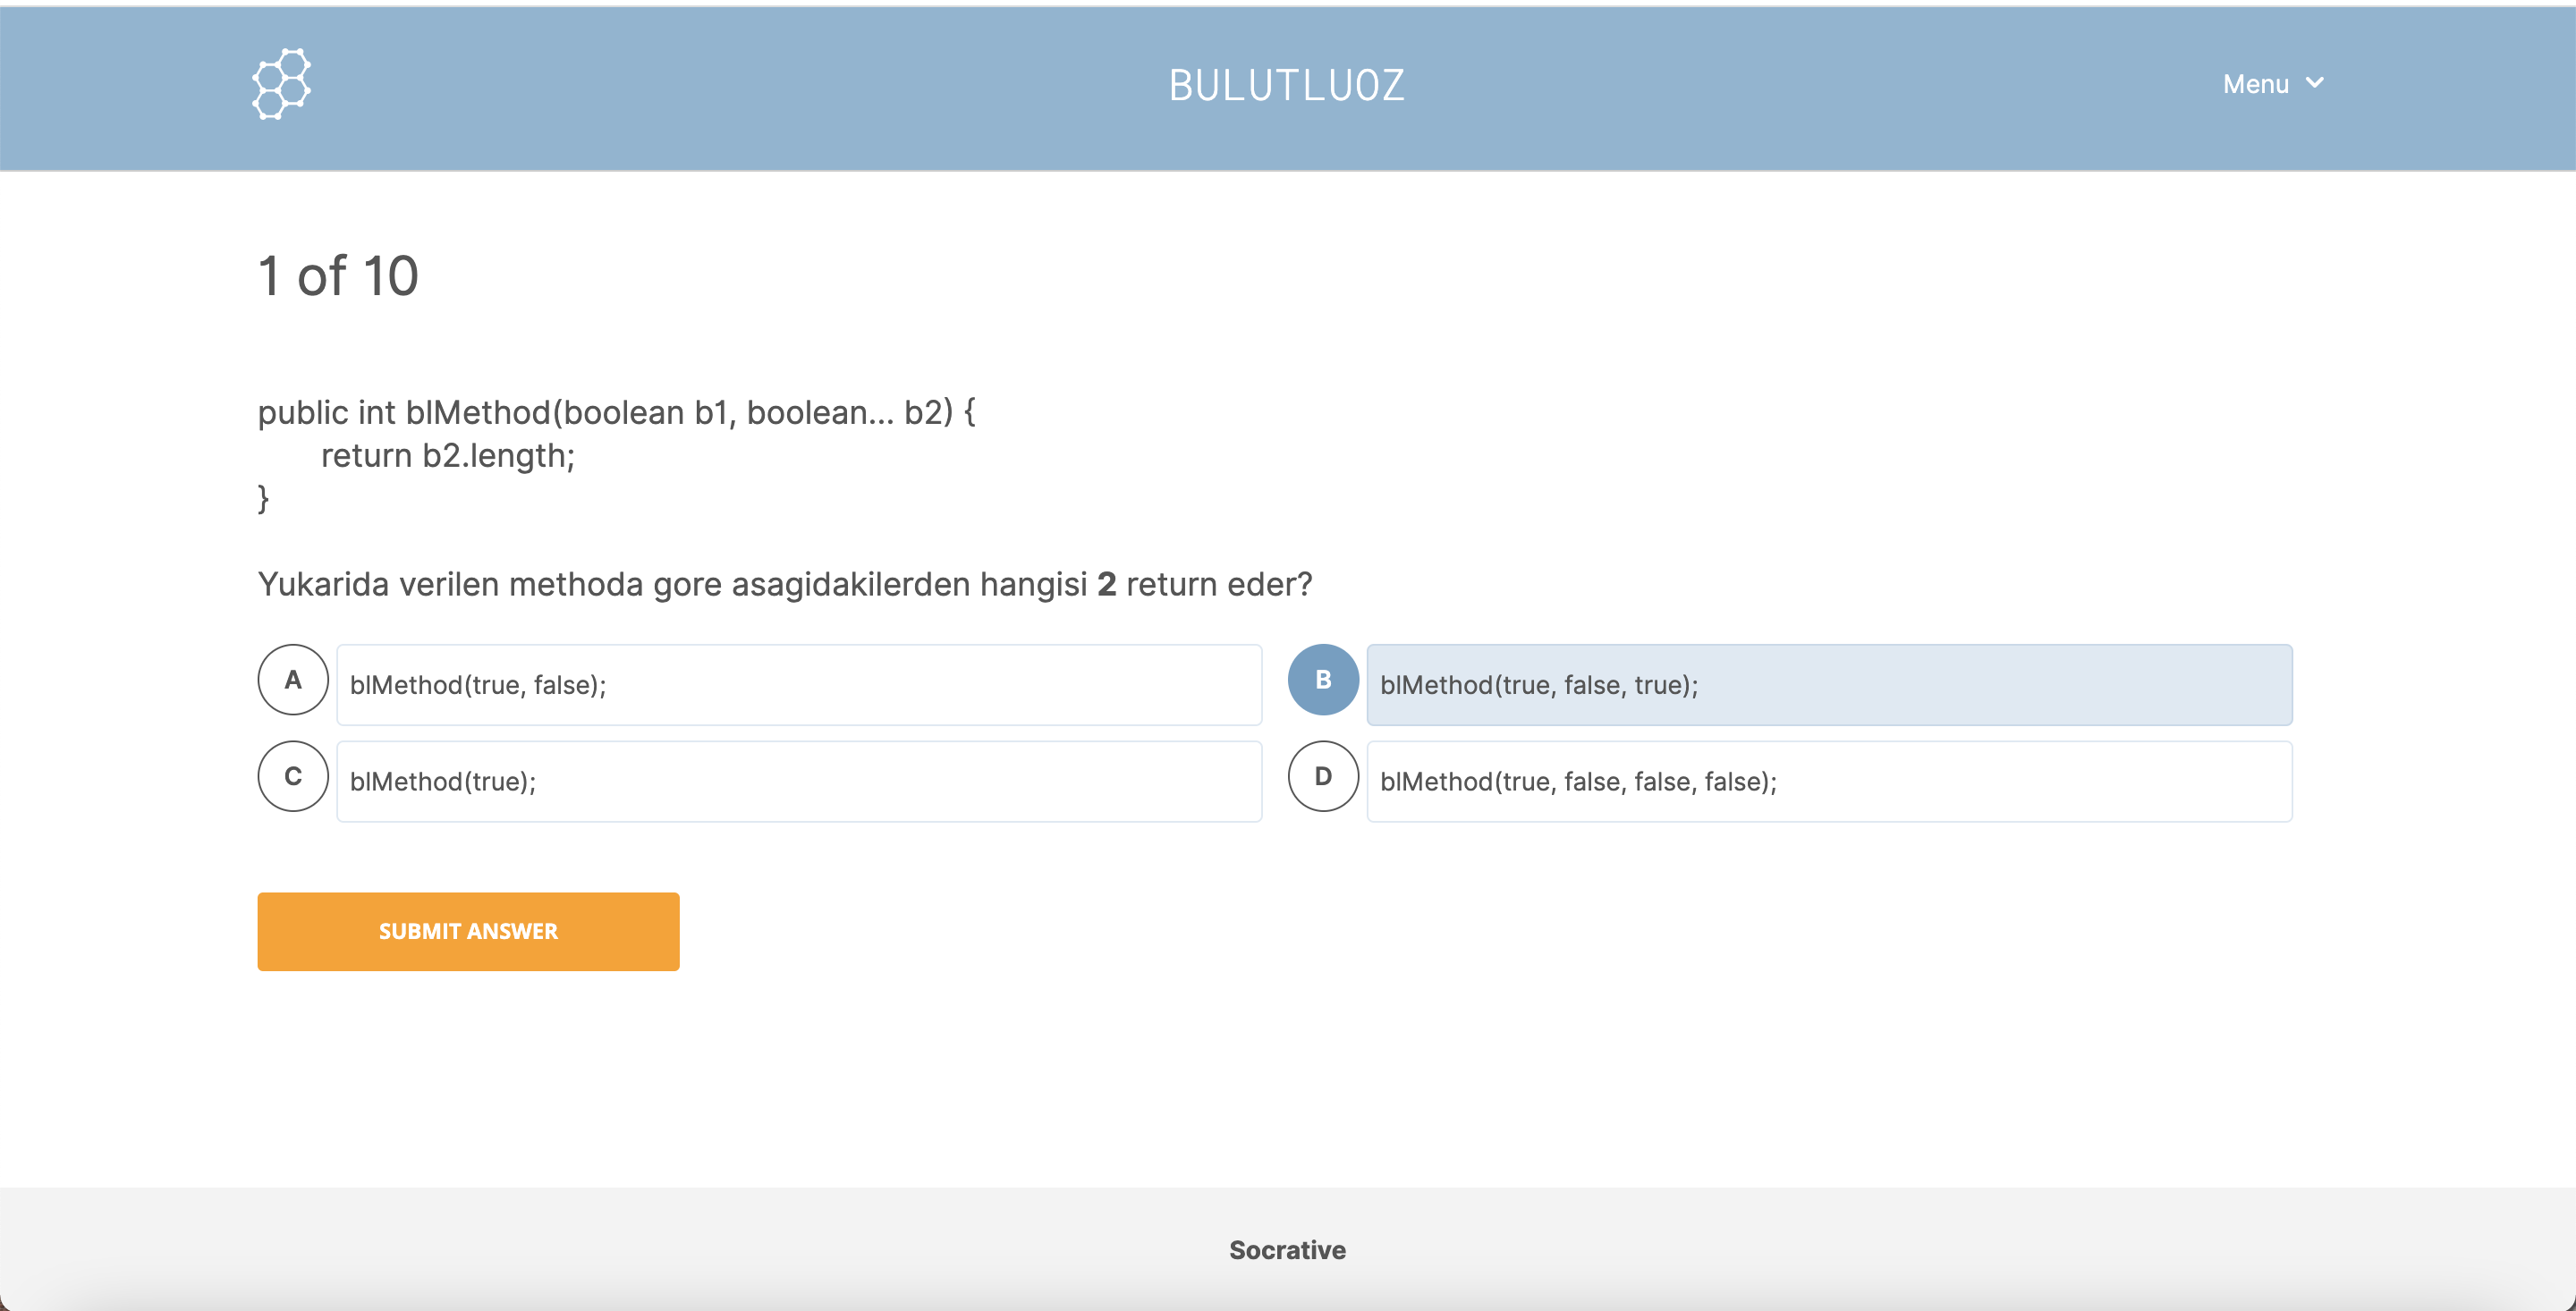 BULUTLUOZ
Menu
1 of 10
public int blMethod(boolean b1, boolean... b2) {
return b2.length;
}
Yukarida verilen methoda gore asagidakilerden hangisi 2 return eder?
A
blMethod(true, false);
B
blMethod(true, false, true);
C
blMethod(true);
D
blMethod(true, false, false, false);
SUBMIT ANSWER
Socrative